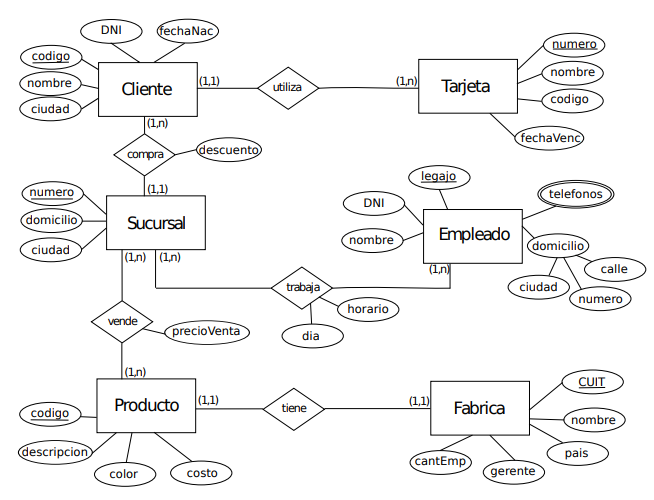 DNI
fechaNac
codigo
nombre
ciudad
Cliente
(1,1)
utiliza
(1,n)
Tarjeta
numero
nombre
codigo
fechaVenc
(1,n)
compra
descuento
(1,1)
numero
domicilio
ciudad
Sucursal
(1,n)
(1,n)
legajo
DNI
nombre
Empleado
telefonos
domicilio
calle
ciudad
numero
(1,n)
trabaja
horario
dia
vende
precioVenta
(1,n)
codigo
Producto
descripcion
color
costo
(1,1)
tiene
(1,1)
Fabrica
CUIT
nombre
pais
cantEmp
gerente